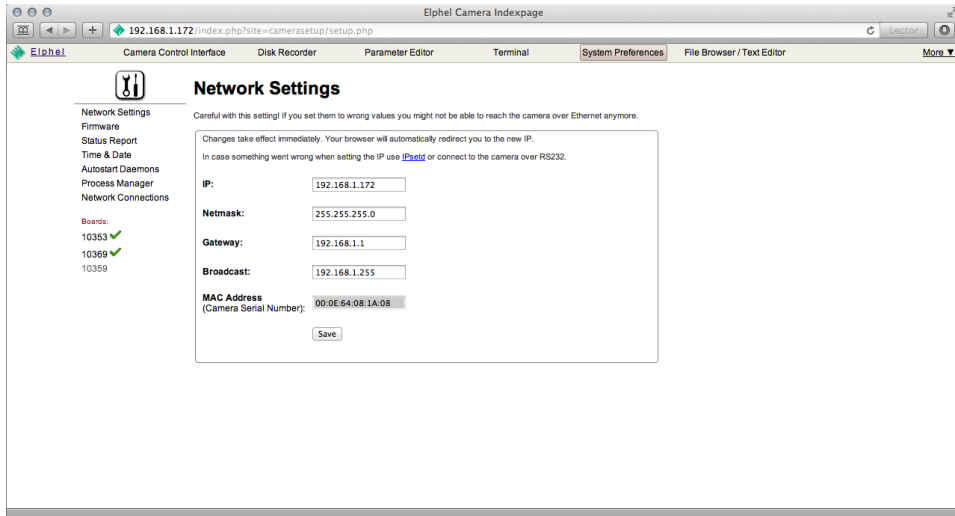 Elphel Camera Indexpage
192.168.1.172/index.php?site=camerasetup/setup.php
Lector
Elphel Camera Control Interface Disk Recorder Parameter Editor Terminal System Preferences File Browser / Text Editor More ▼
Network Settings
Firmware
Status Report
Time & Date
Autostart Daemons
Process Manager
Network Connections
Boards:
10353
10369
10359
Network Settings
Careful with this setting! If you set them to wrong values you might not be able to reach the camera over Ethernet anymore.
Changes take effect immediately. Your browser will automatically redirect you to the new IP.
In case something went wrong when setting the IP use IPsetd or connect to the camera over RS232.
IP: 192.168.1.172
Netmask: 255.255.255.0
Gateway: 192.168.1.1
Broadcast: 192.168.1.255
MAC Address
(Camera Serial Number): 00:0E:64:08:1A:08
Save